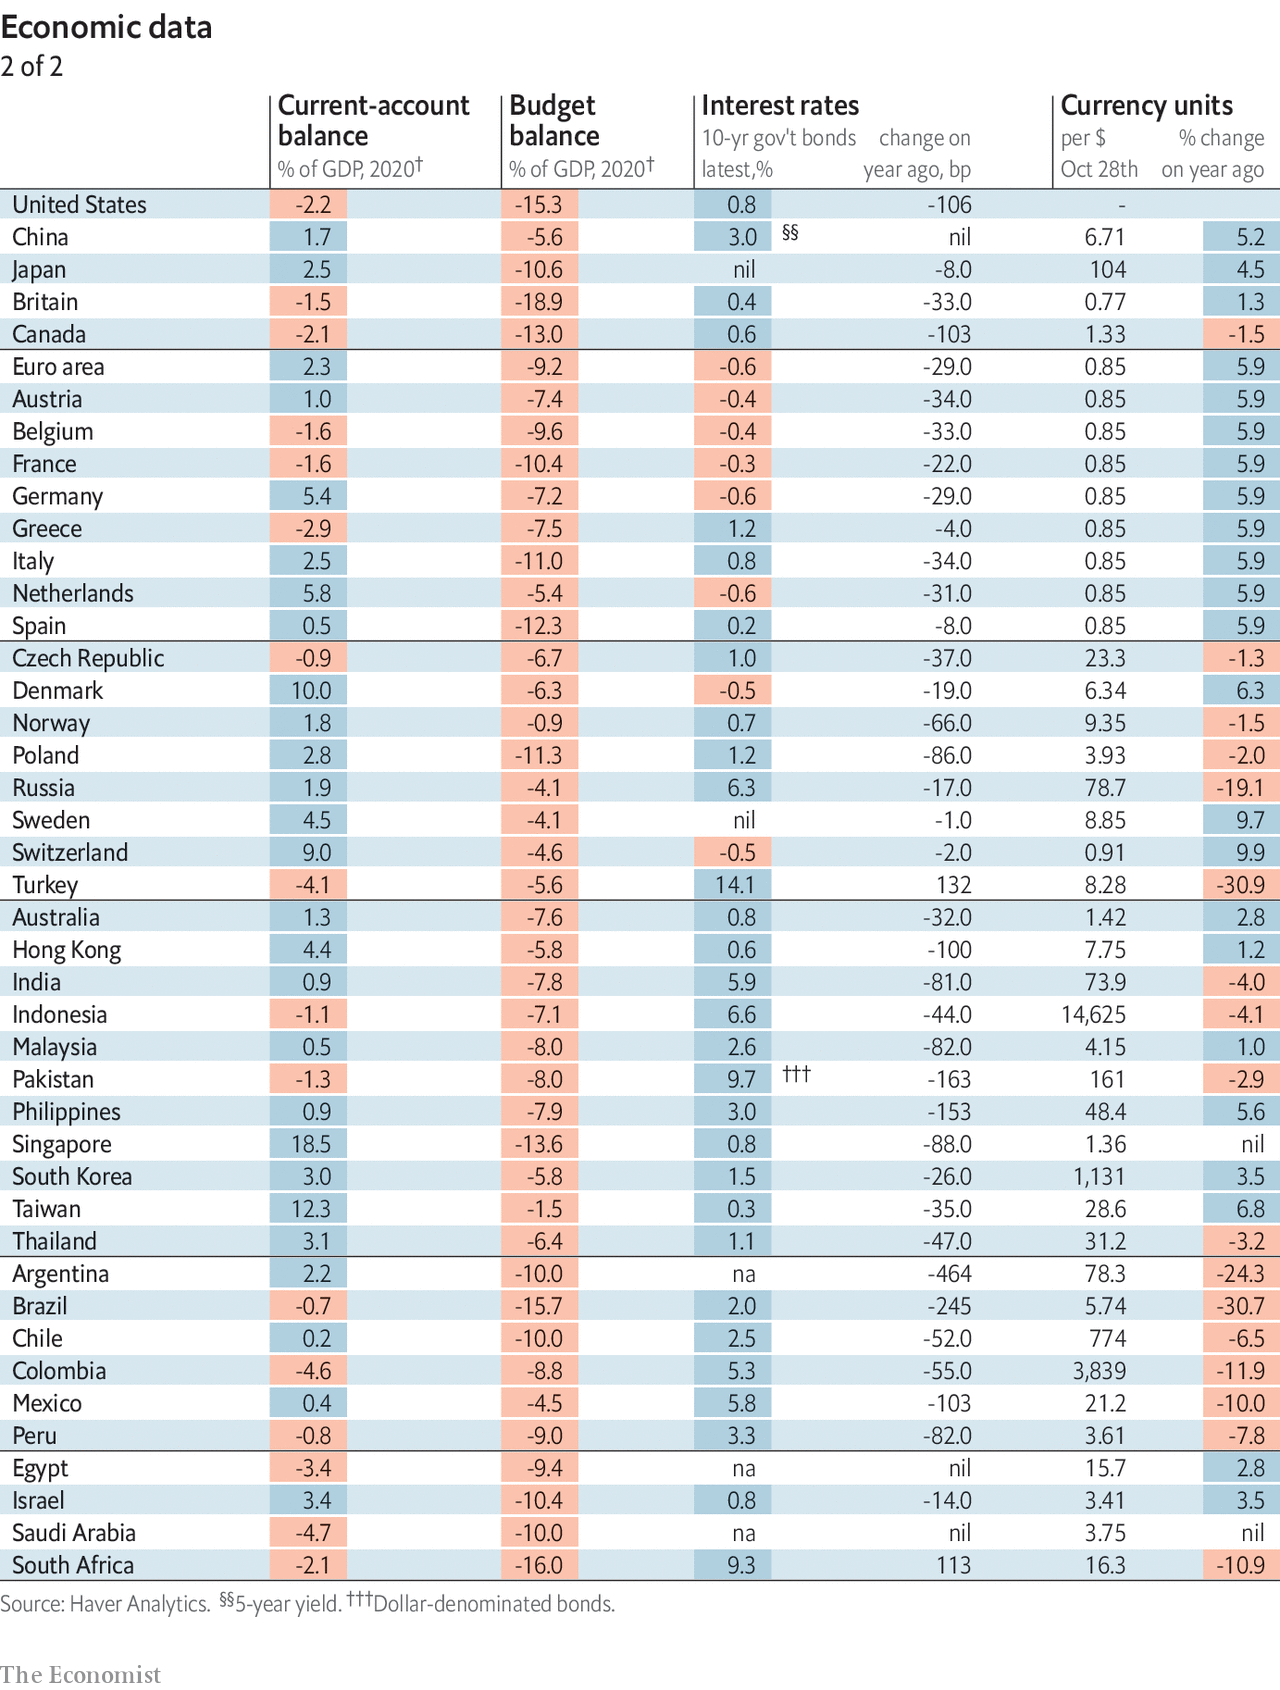 Economic data
2 of 2
Current-account balance % of GDP, 2020† Budget balance % of GDP, 2020† Interest rates 10-yr gov't bonds latest,% change on year ago, bp Currency units per $ Oct 28th % change on year ago
United States -2.2 -15.3 0.8 -106 -
China 1.7 -5.6 3.0 §§ nil 6.71 5.2
Japan 2.5 -10.6 nil -8.0 104 4.5
Britain -1.5 -18.9 0.4 -33.0 0.77 1.3
Canada -2.1 -13.0 0.6 -103 1.33 -1.5
Euro area 2.3 -9.2 -0.6 -29.0 0.85 5.9
Austria 1.0 -7.4 -0.4 -34.0 0.85 5.9
Belgium -1.6 -9.6 -0.4 -33.0 0.85 5.9
France -1.6 -10.4 -0.3 -22.0 0.85 5.9
Germany 5.4 -7.2 -0.6 -29.0 0.85 5.9
Greece -2.9 -7.5 1.2 -4.0 0.85 5.9
Italy 2.5 -11.0 0.8 -34.0 0.85 5.9
Netherlands 5.8 -5.4 -0.6 -31.0 0.85 5.9
Spain 0.5 -12.3 0.2 -8.0 0.85 5.9
Czech Republic -0.9 -6.7 1.0 -37.0 23.3 -1.3
Denmark 10.0 -6.3 -0.5 -19.0 6.34 6.3
Norway 1.8 -0.9 0.7 -66.0 9.35 -1.5
Poland 2.8 -11.3 1.2 -86.0 3.93 -2.0
Russia 1.9 -4.1 6.3 -17.0 78.7 -19.1
Sweden 4.5 -4.1 nil -1.0 8.85 9.7
Switzerland 9.0 -4.6 -0.5 -2.0 0.91 9.9
Turkey -4.1 -5.6 14.1 132 8.28 -30.9
Australia 1.3 -7.6 0.8 -32.0 1.42 2.8
Hong Kong 4.4 -5.8 0.6 -100 7.75 1.2
India 0.9 -7.8 5.9 -81.0 73.9 -4.0
Indonesia -1.1 -7.1 6.6 -44.0 14,625 -4.1
Malaysia 0.5 -8.0 2.6 -82.0 4.15 1.0
Pakistan -1.3 -8.0 9.7 ††† -163 161 -2.9
Philippines 0.9 -7.9 3.0 -153 48.4 5.6
Singapore 18.5 -13.6 0.8 -88.0 1.36 nil
South Korea 3.0 -5.8 1.5 -26.0 1,131 3.5
Taiwan 12.3 -1.5 0.3 -35.0 28.6 6.8
Thailand 3.1 -6.4 1.1 -47.0 31.2 -3.2
Argentina 2.2 -10.0 na -464 78.3 -24.3
Brazil -0.7 -15.7 2.0 -245 5.74 -30.7
Chile 0.2 -10.0 2.5 -52.0 774 -6.5
Colombia -4.6 -8.8 5.3 -55.0 3,839 -11.9
Mexico 0.4 -4.5 5.8 -103 21.2 -10.0
Peru -0.8 -9.0 3.3 -82.0 3.61 -7.8
Egypt -3.4 -9.4 na nil 15.7 2.8
Israel 3.4 -10.4 0.8 -14.0 3.41 3.5
Saudi Arabia -4.7 -10.0 na nil 3.75 nil
South Africa -2.1 -16.0 9.3 113 16.3 -10.9
Source: Haver Analytics. §§5-year yield. †††Dollar-denominated bonds.
The Economist